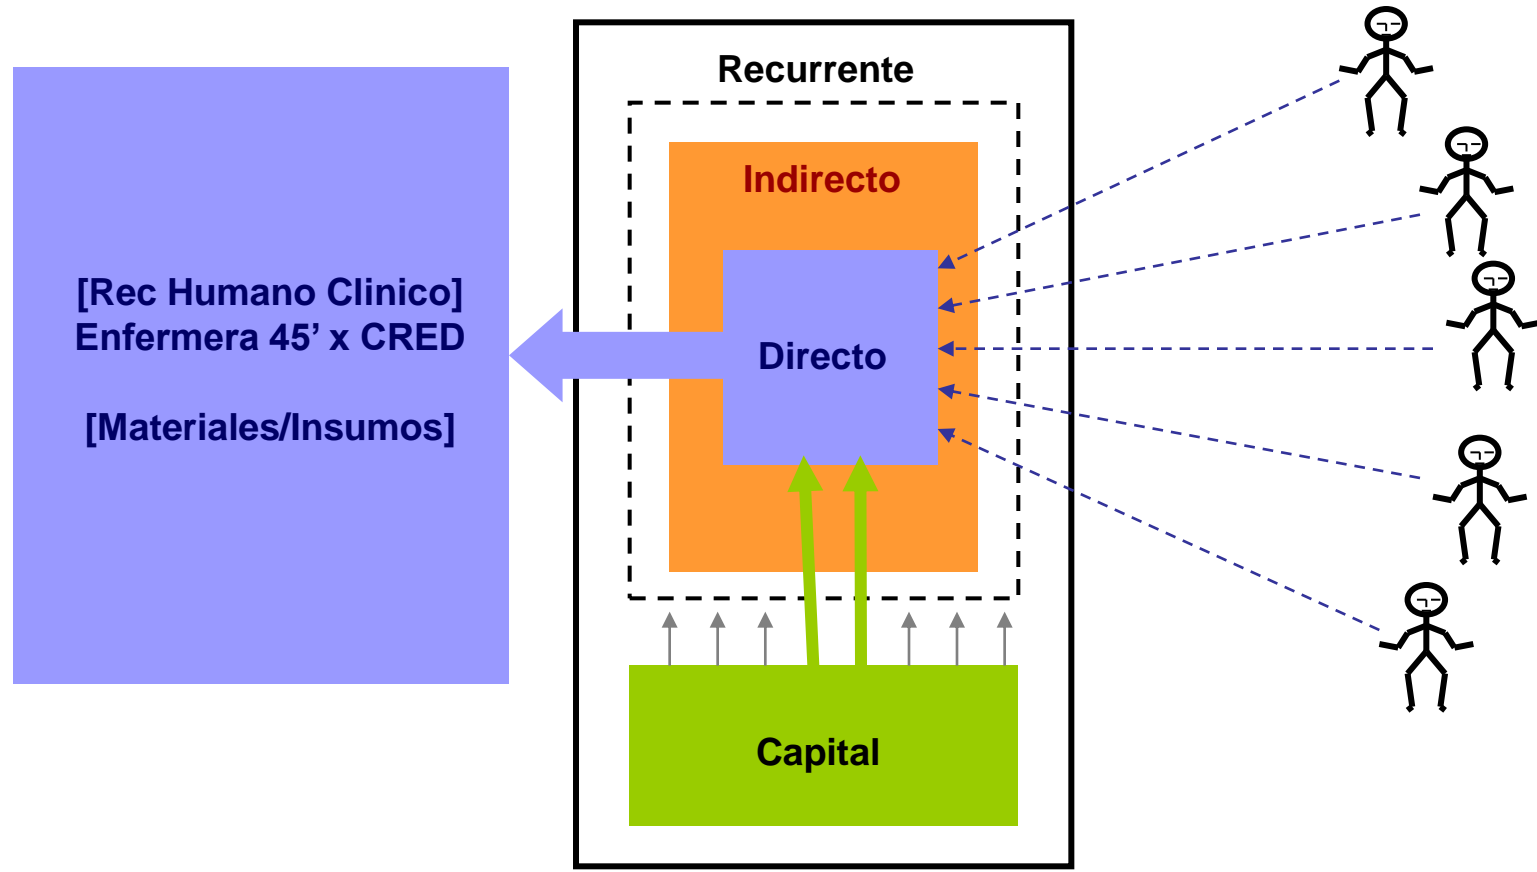 Recurrente
Indirecto
Directo
Capital
[Rec Humano Clinico]
Enfermera 45’ x CRED
[Materiales/Insumos]